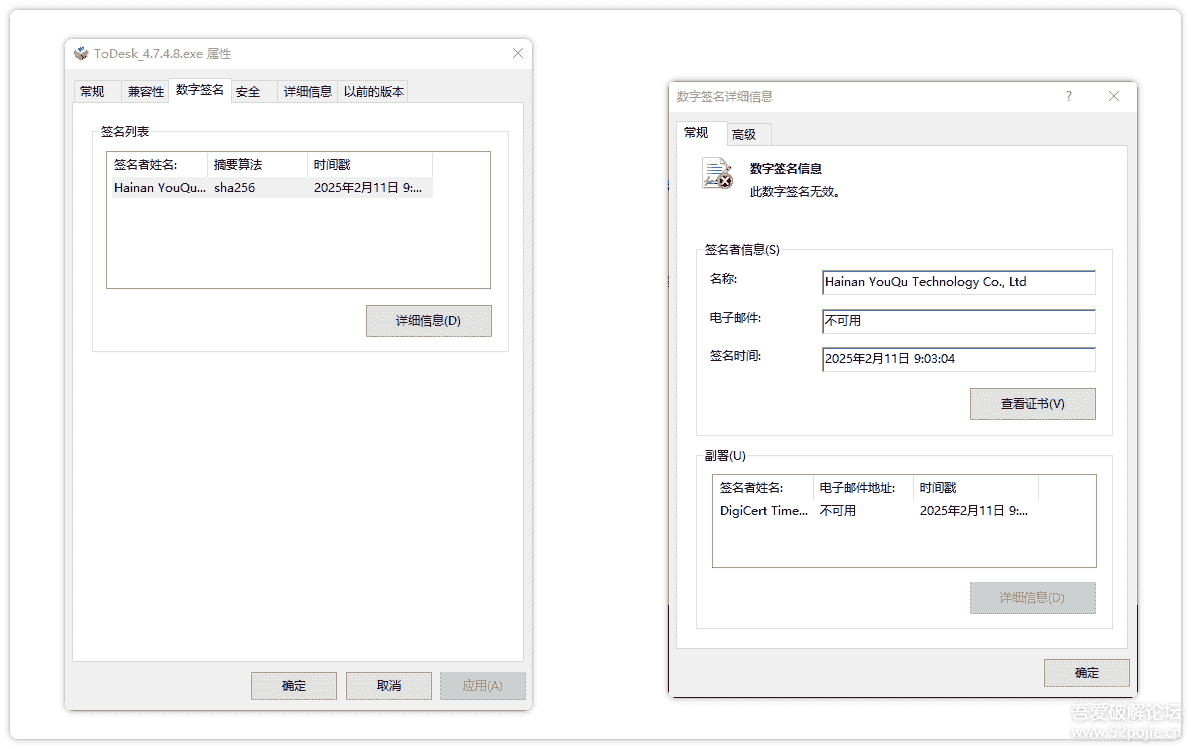 ToDesk_4.7.4.8.exe 属性
常规 兼容性 数字签名 安全 详细信息 以前的版本
签名列表
签名者姓名: 摘要算法 时间戳
Hainan YouQu... sha256 2025年2月11日 9:...
详细信息(D)
确定 取消 应用(A)
数字签名详细信息 ?
常规 高级
数字签名信息
此数字签名无效。
签名者信息(S)
名称: Hainan YouQu Technology Co., Ltd
电子邮件: 不可用
签名时间: 2025年2月11日 9:03:04
查看证书(V)
副署(U)
签名者姓名: 电子邮件地址: 时间戳
DigiCert Time... 不可用 2025年2月11日 9:...
详细信息(D)
确定
吾爱破解论坛
www.52pojie.cn